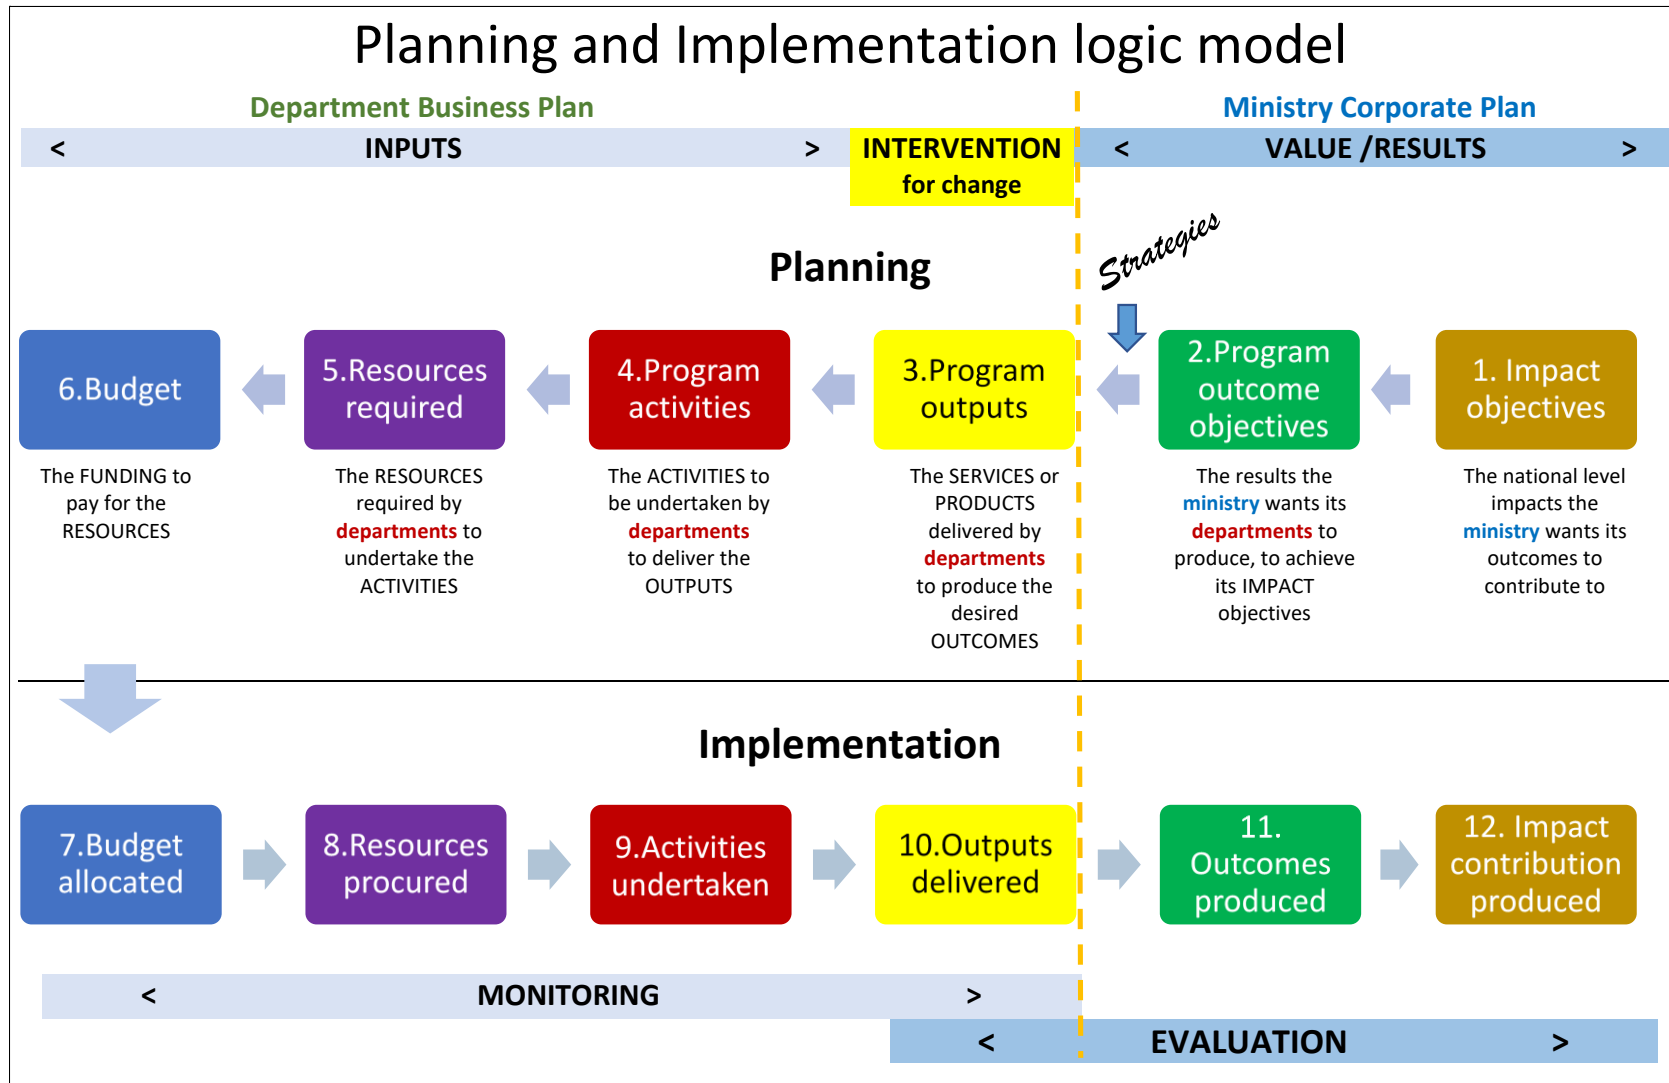 Planning and Implementation logic model
Department Business Plan
Ministry Corporate Plan
< INPUTS >
INTERVENTION
for change
< VALUE /RESULTS >
Strategies
Planning
6.Budget
5.Resources
required
4.Program
activities
3.Program
outputs
2.Program
outcome
objectives
1. Impact
objectives
The FUNDING to
pay for the
RESOURCES
The RESOURCES
required by
departments to
undertake the
ACTIVITIES
The ACTIVITIES to
be undertaken by
departments
to deliver the
OUTPUTS
The SERVICES or
PRODUCTS
delivered by
departments
to produce the
desired
OUTCOMES
The results the
ministry wants its
departments to
produce, to achieve
its IMPACT
objectives
The national level
impacts the
ministry wants its
outcomes to
contribute to
Implementation
7.Budget
allocated
8.Resources
procured
9.Activities
undertaken
10.Outputs
delivered
11.
Outcomes
produced
12. Impact
contribution
produced
< MONITORING >
< EVALUATION >